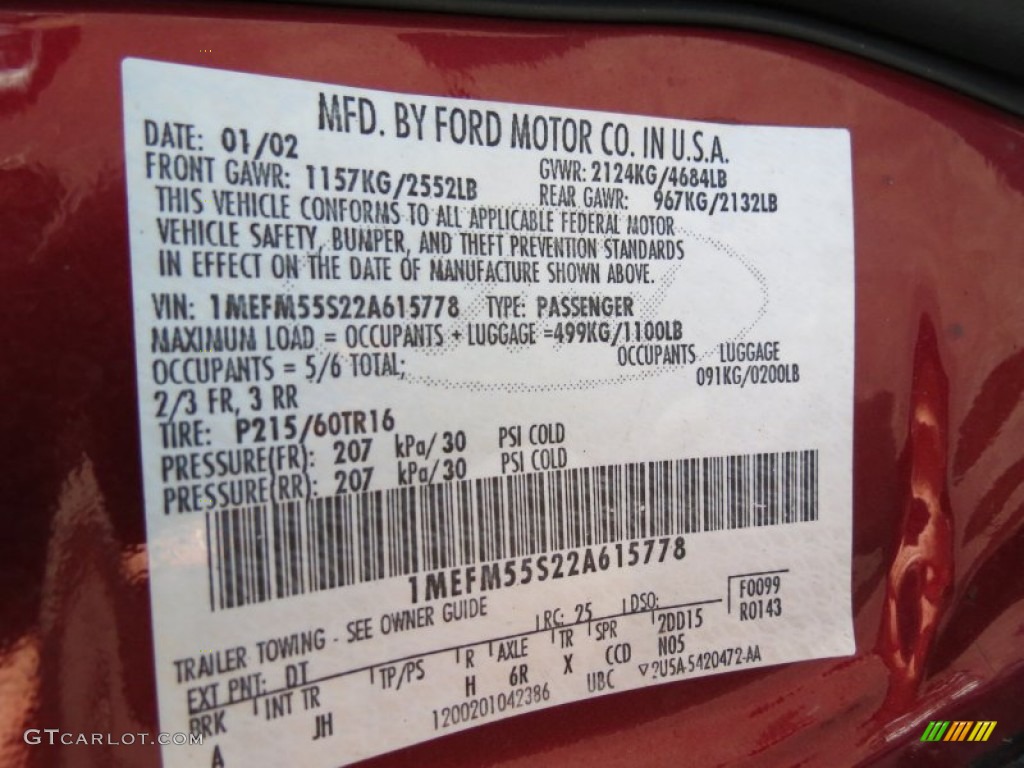 MFD. BY FORD MOTOR CO. IN U.S.A.
DATE: 01/02 GVWR: 2124KG/4684LB
FRONT GAWR: 1157KG/2552LB REAR GAWR: 967KG/2132LB
THIS VEHICLE CONFORMS TO ALL APPLICABLE FEDERAL MOTOR
VEHICLE SAFETY, BUMPER, AND THEFT PREVENTION STANDARDS
IN EFFECT ON THE DATE OF MANUFACTURE SHOWN ABOVE.
VIN: 1MEFM55S22A615778 TYPE: PASSENGER
MAXIMUM LOAD = OCCUPANTS + LUGGAGE =499KG/1100LB
OCCUPANTS = 5/6 TOTAL; OCCUPANTS LUGGAGE
2/3 FR, 3 RR 091KG/0200LB
TIRE: P215/60TR16
PRESSURE(FR): 207 kPa/ 30 PSI COLD
PRESSURE(RR): 207 kPa/ 30 PSI COLD
1MEFM55S22A615778
TRAILER TOWING - SEE OWNER GUIDE
F0099
EXT PNT: DT RC: 25 DSO: R0143
BRK INT TR TP/PS R AXLE TR SPR 2DD15
A JH H 6R X CCD N05
1200201042386 UBC ▽2U5A-5420472-AA
GTCARLOT.COM